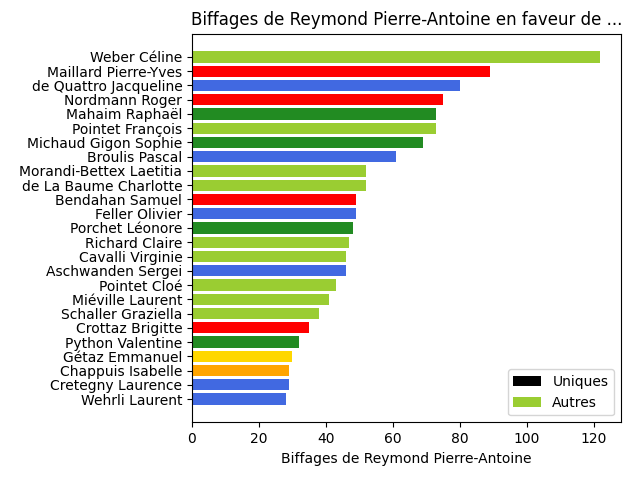 Biffages de Reymond Pierre-Antoine en faveur de ...
Weber Céline
Maillard Pierre-Yves
de Quattro Jacqueline
Nordmann Roger
Mahaim Raphaël
Pointet François
Michaud Gigon Sophie
Broulis Pascal
Morandi-Bettex Laetitia
de La Baume Charlotte
Bendahan Samuel
Feller Olivier
Porchet Léonore
Richard Claire
Cavalli Virginie
Aschwanden Sergei
Pointet Cloé
Miéville Laurent
Schaller Graziella
Crottaz Brigitte
Python Valentine
Gétaz Emmanuel
Chappuis Isabelle
Cretegny Laurence
Wehrli Laurent
Uniques
Autres
0 20 40 60 80 100 120
Biffages de Reymond Pierre-Antoine